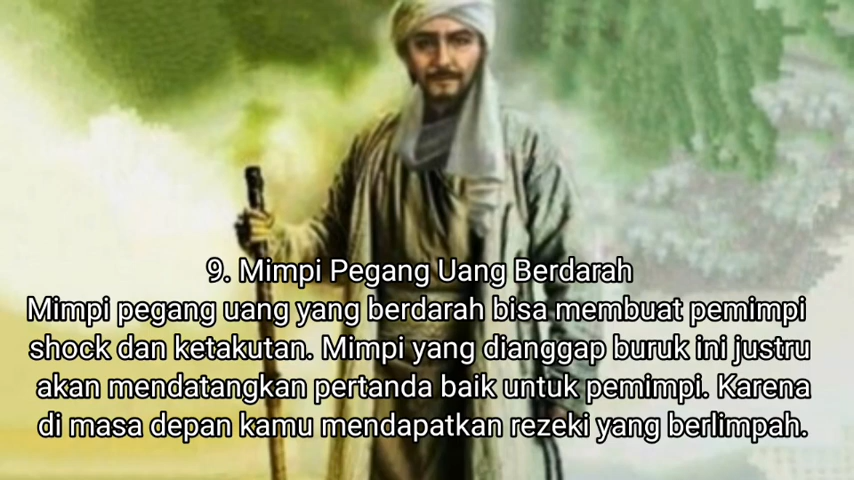 9. Mimpi Pegang Uang Berdarah
Mimpi pegang uang yang berdarah bisa membuat pemimpi
shock dan ketakutan. Mimpi yang dianggap buruk ini justru
akan mendatangkan pertanda baik untuk pemimpi. Karena
di masa depan kamu mendapatkan rezeki yang berlimpah.